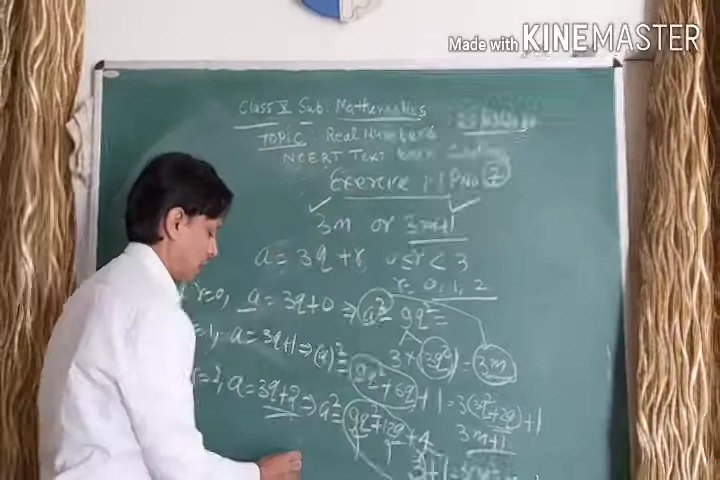 Made with KINEMASTER
Class X Sub: Mathematics
TOPIC : Real Numbers
NCERT Text
Exercise 1.1 P.No 7
3m or 3m+1
a = 3q + r 0≤r < 3
r = 0, 1, 2
r=0, a = 3q+0 ⇒ a² = 9q² =
3×(3q²) = 3m
=1, a = 3q+1 ⇒ (a)² =
9q² + 6q + 1 = 3(3q²+2q)+1
3m+1
r=2, a = 3q+2 ⇒ a² = 9q²+12q+4
3+1